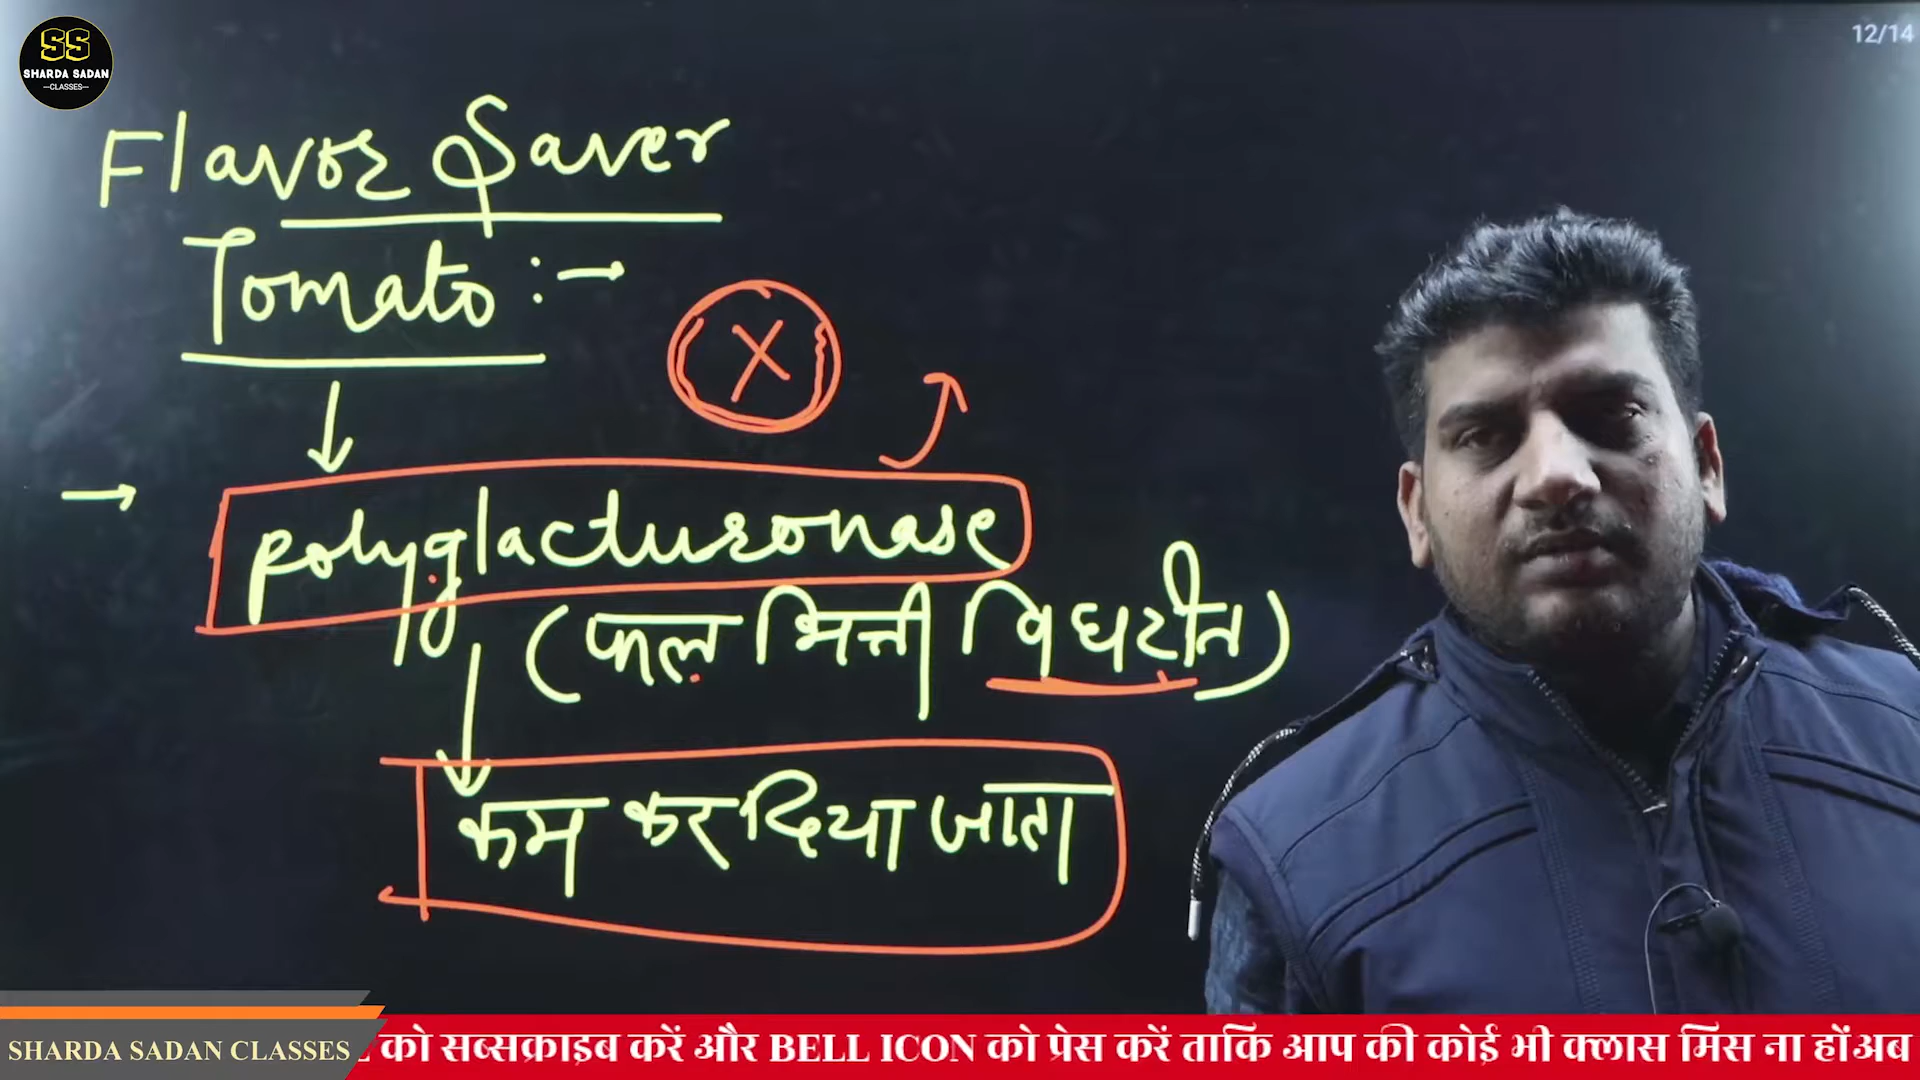 SS
SHARDA SADAN
—CLASSES—
12/14
Flavor Saver
Tomato :→
X
→ polyglacturonase
(फल भित्ती विघटीत)
कम कर दिया जाता
SHARDA SADAN CLASSES
को सब्सक्राइब करें और BELL ICON को प्रेस करें ताकि आप की कोई भी क्लास मिस ना हों अब